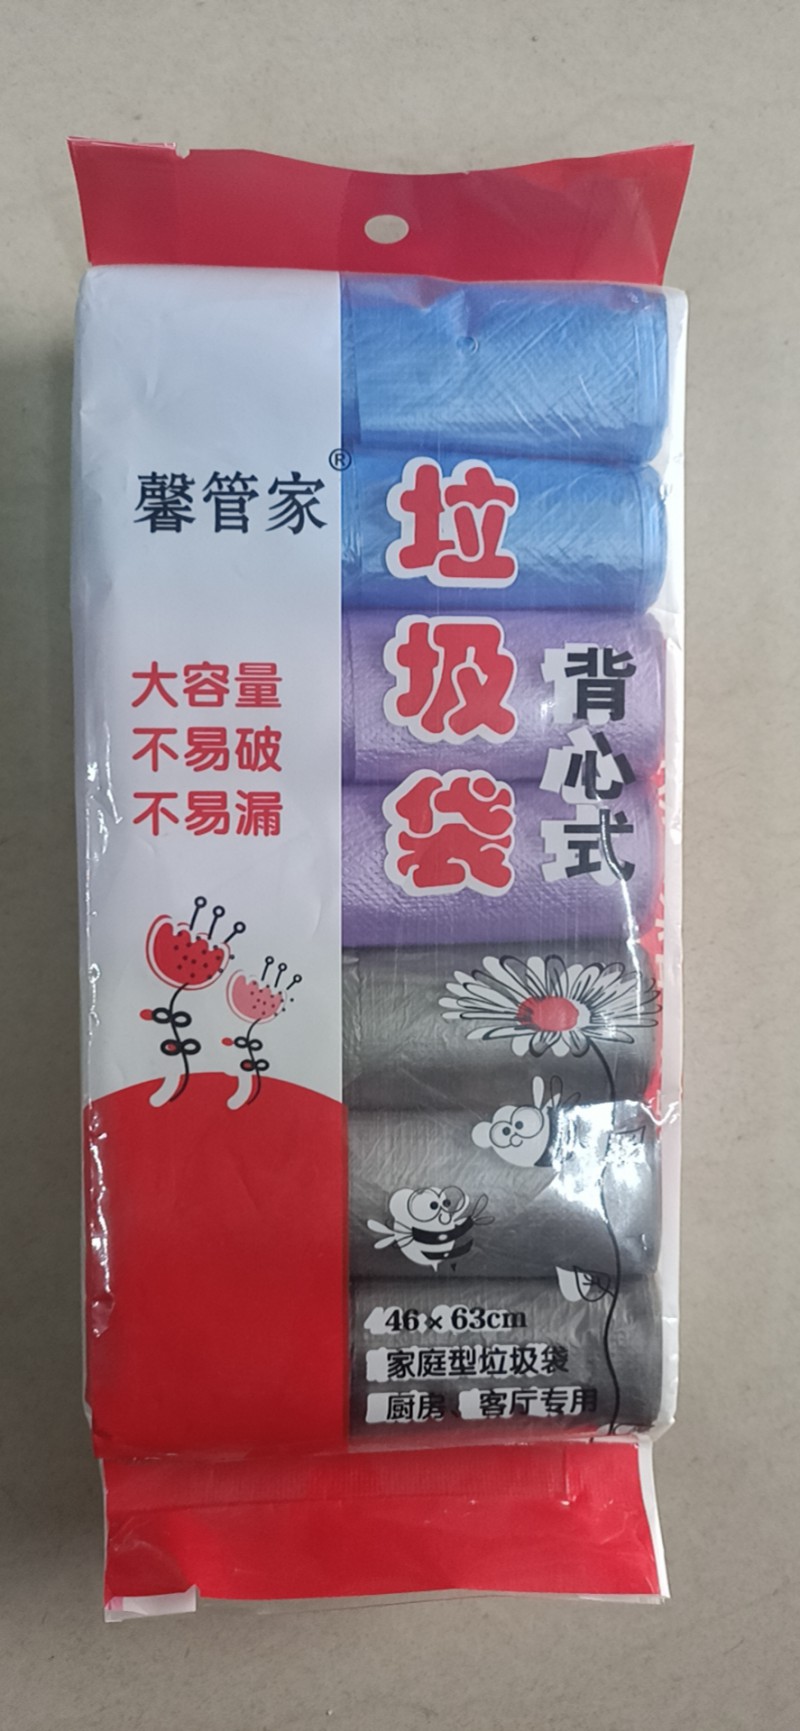 馨管家®
大容量
不易破
不易漏
垃圾袋
背心式
46×63cm
家庭型垃圾袋
厨房、客厅专用